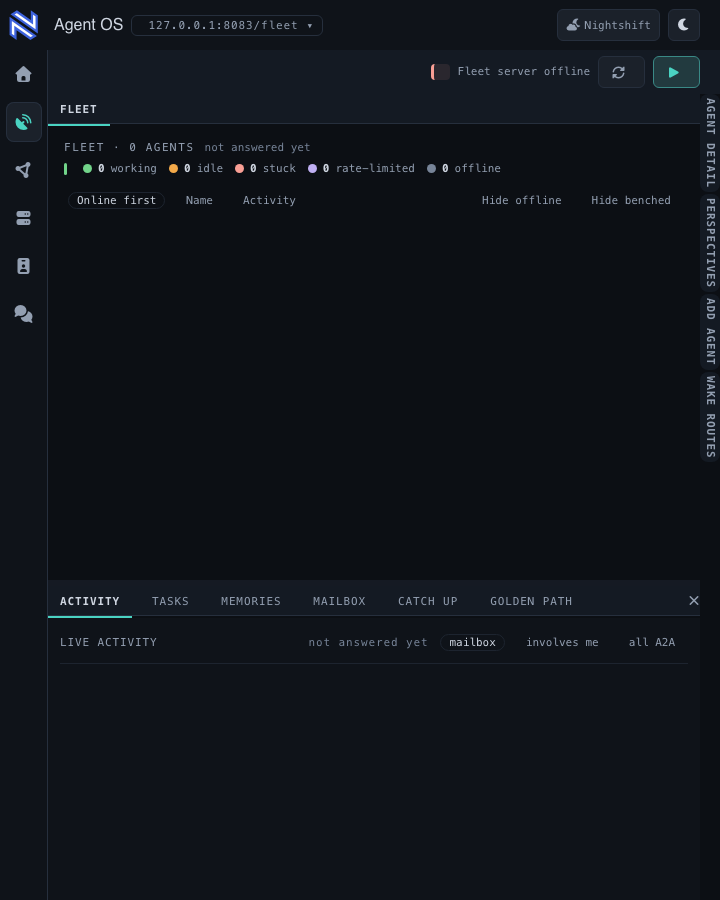 Agent OS
127.0.0.1:8083/fleet ▾
Nightshift
Fleet server offline
FLEET
FLEET · 0 AGENTS not answered yet
0 working 0 idle 0 stuck 0 rate-limited 0 offline
Online first Name Activity Hide offline Hide benched
AGENT DETAIL
PERSPECTIVES
ADD AGENT
WAKE ROUTES
ACTIVITY TASKS MEMORIES MAILBOX CATCH UP GOLDEN PATH
LIVE ACTIVITY not answered yet mailbox involves me all A2A